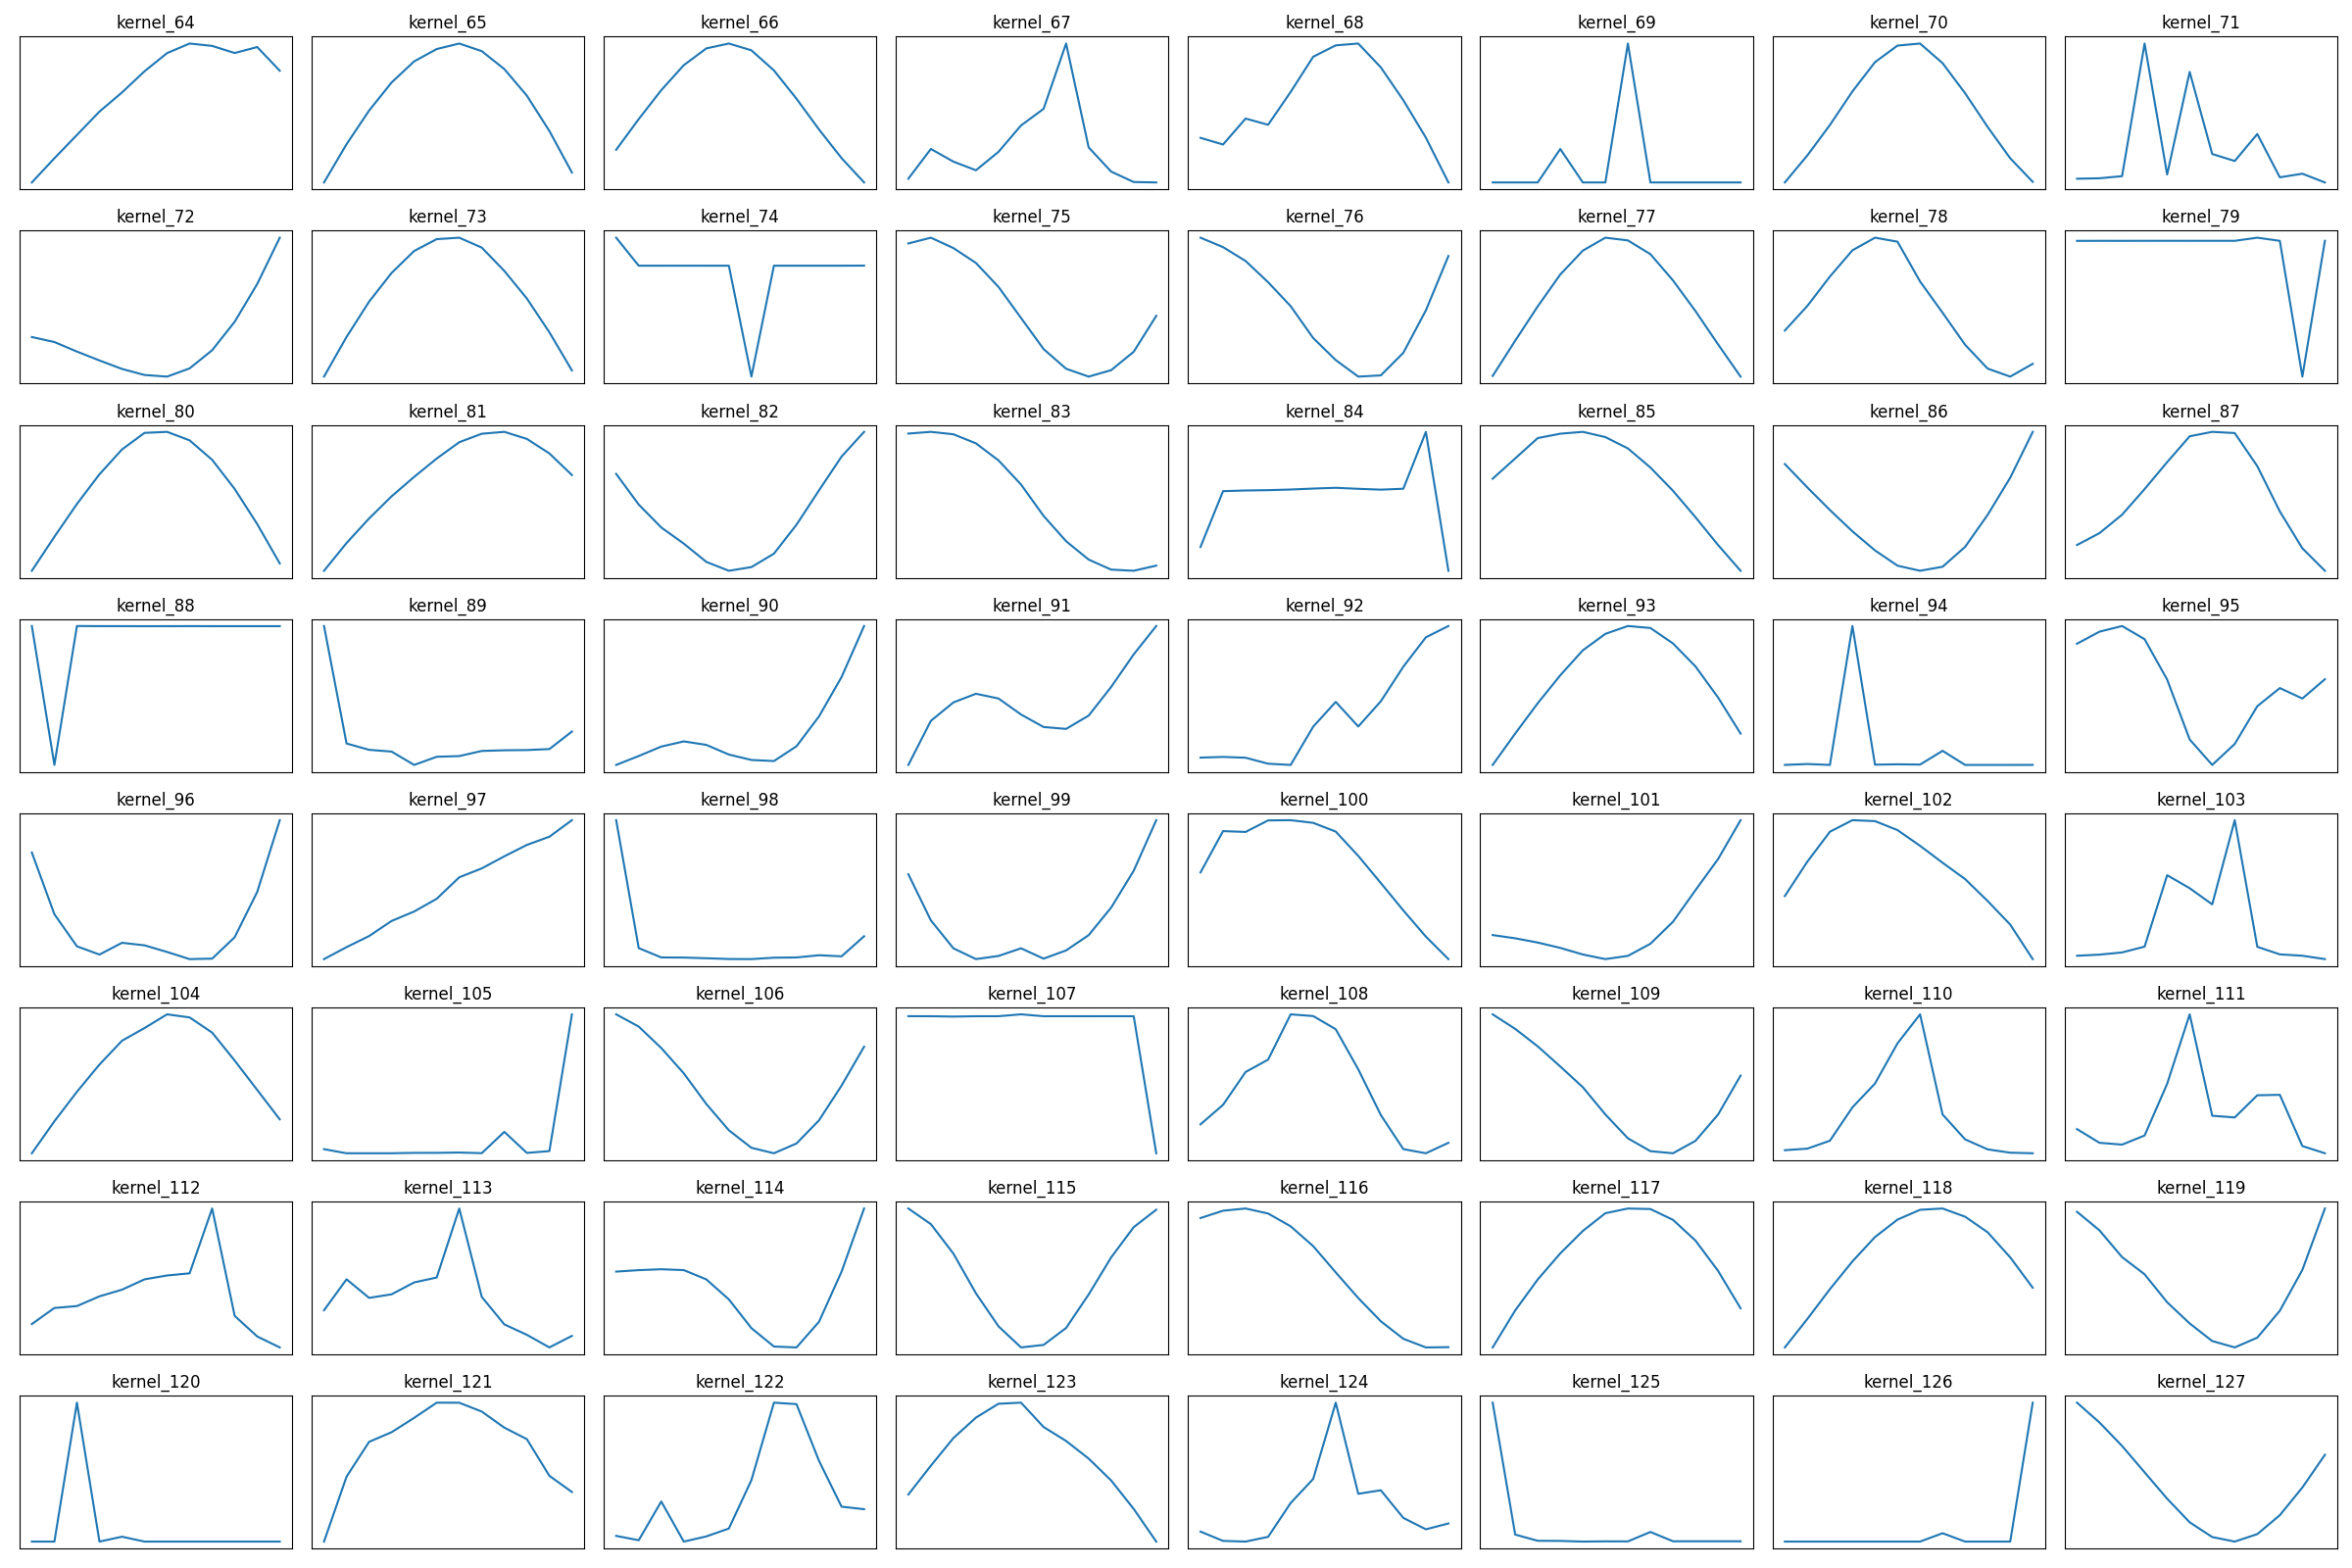 kernel_64 kernel_65 kernel_66 kernel_67 kernel_68 kernel_69 kernel_70 kernel_71
kernel_72 kernel_73 kernel_74 kernel_75 kernel_76 kernel_77 kernel_78 kernel_79
kernel_80 kernel_81 kernel_82 kernel_83 kernel_84 kernel_85 kernel_86 kernel_87
kernel_88 kernel_89 kernel_90 kernel_91 kernel_92 kernel_93 kernel_94 kernel_95
kernel_96 kernel_97 kernel_98 kernel_99 kernel_100 kernel_101 kernel_102 kernel_103
kernel_104 kernel_105 kernel_106 kernel_107 kernel_108 kernel_109 kernel_110 kernel_111
kernel_112 kernel_113 kernel_114 kernel_115 kernel_116 kernel_117 kernel_118 kernel_119
kernel_120 kernel_121 kernel_122 kernel_123 kernel_124 kernel_125 kernel_126 kernel_127